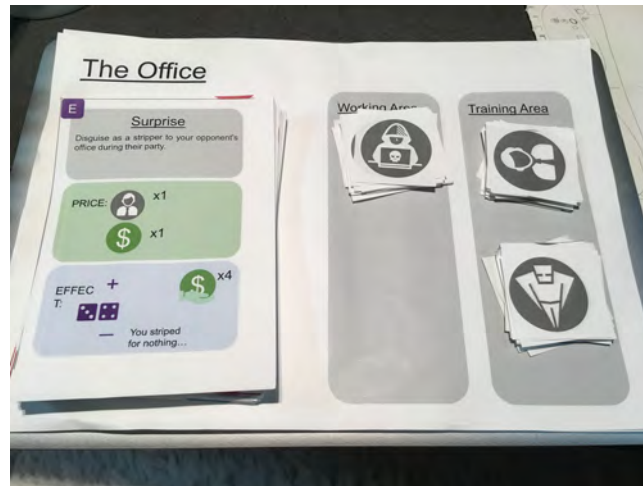 The Office
E
Surprise
Disguise as a stripper to your opponent's
office during their party.
PRICE:
x1
$
x1
EFFEC
T:
+
$
x4
—
You striped
for nothing...
Working Area
Training Area